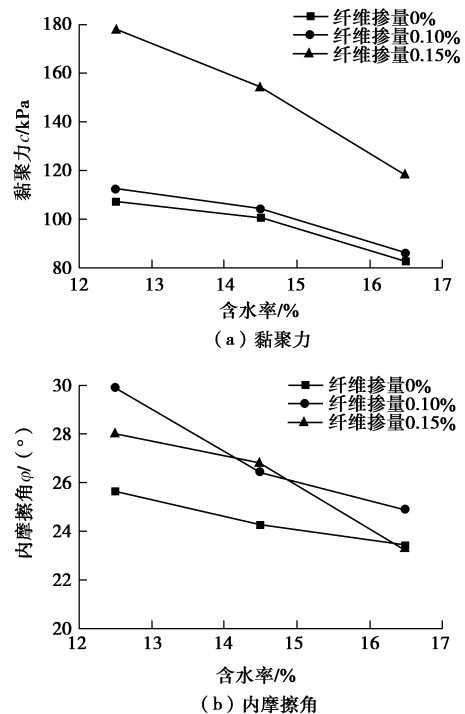 纤维掺量0%
纤维掺量0.10%
纤维掺量0.15%
180
160
140
120
100
80
黏聚力c/kPa
12 13 14 15 16 17
含水率/%
(a)黏聚力
纤维掺量0%
纤维掺量0.10%
纤维掺量0.15%
30
28
26
24
22
20
内摩擦角φ/(°)
12 13 14 15 16 17
含水率/%
(b)内摩擦角